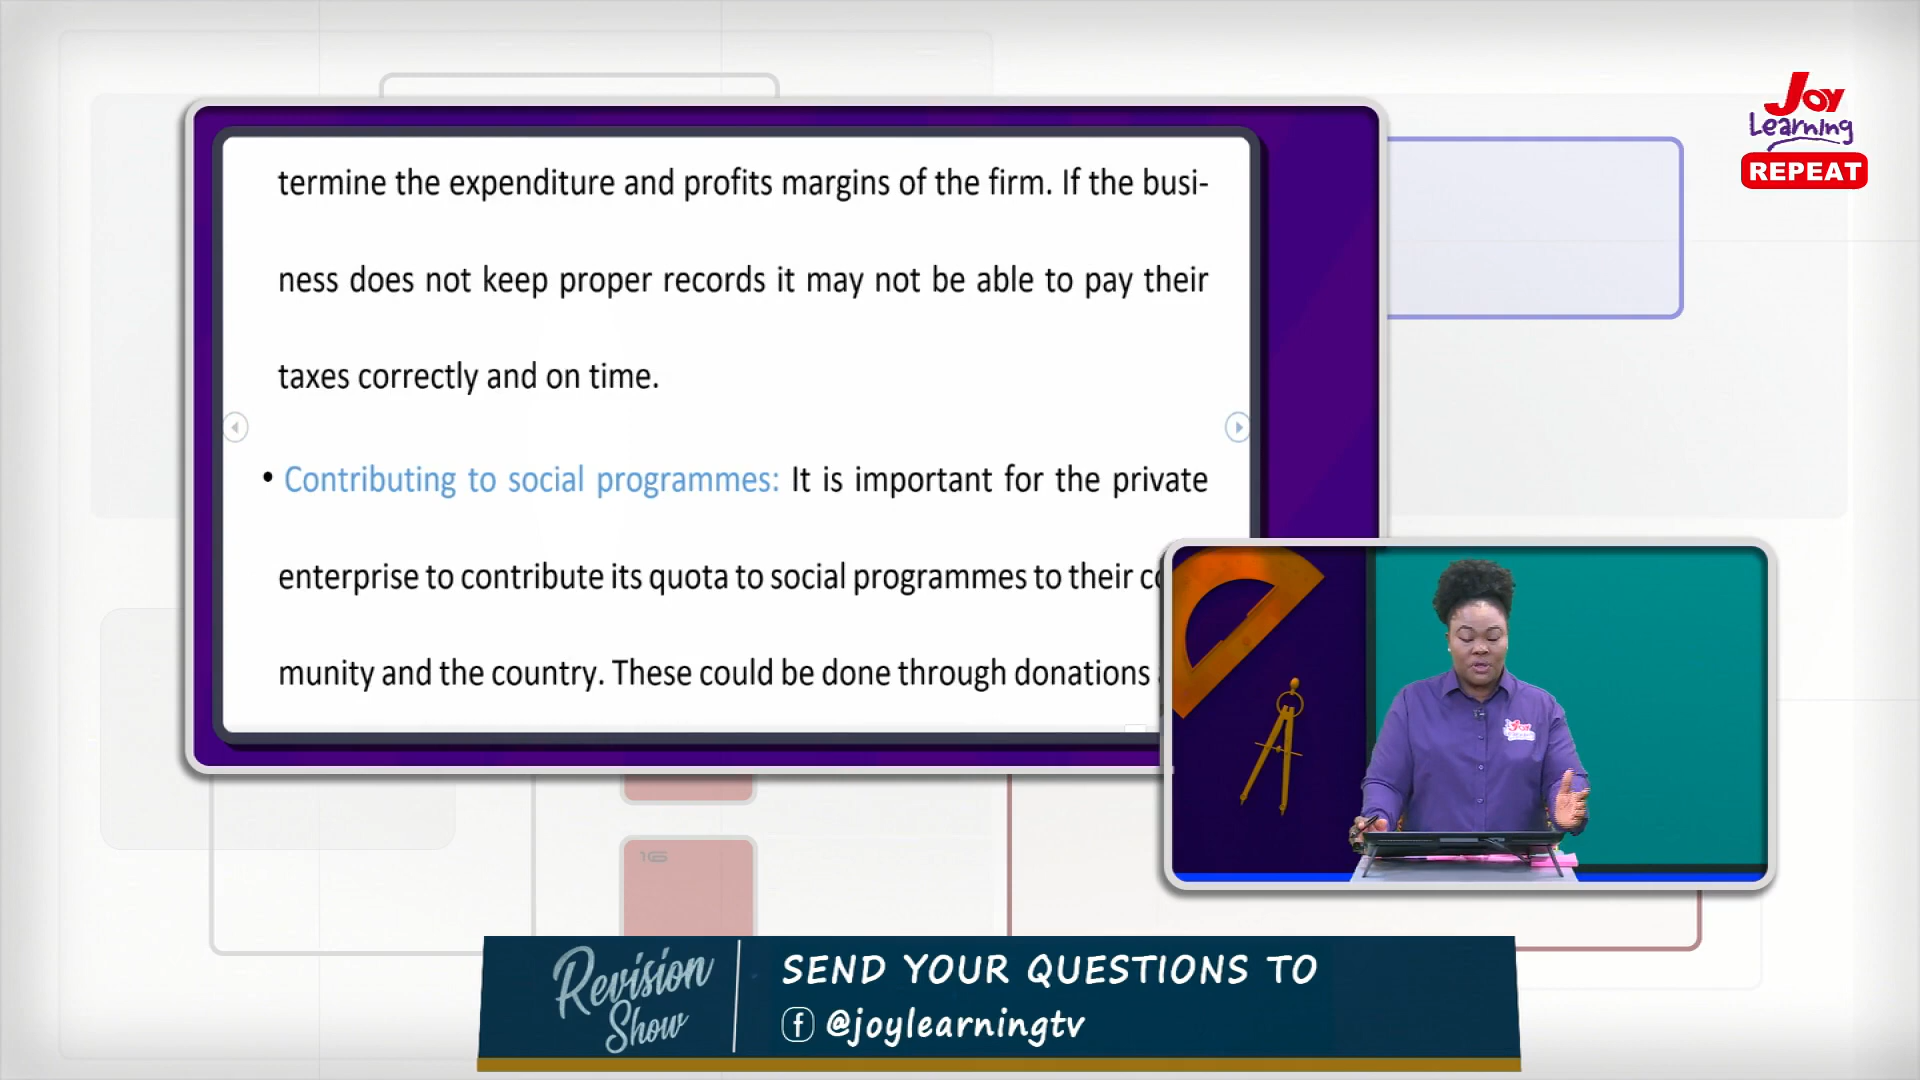 Joy
Learning
REPEAT
termine the expenditure and profits margins of the firm. If the busi-
ness does not keep proper records it may not be able to pay their
taxes correctly and on time.
• Contributing to social programmes: It is important for the private
enterprise to contribute its quota to social programmes to their
munity and the country. These could be done through donations
Joy
16
Revision
Show
SEND YOUR QUESTIONS TO
@joylearningtv